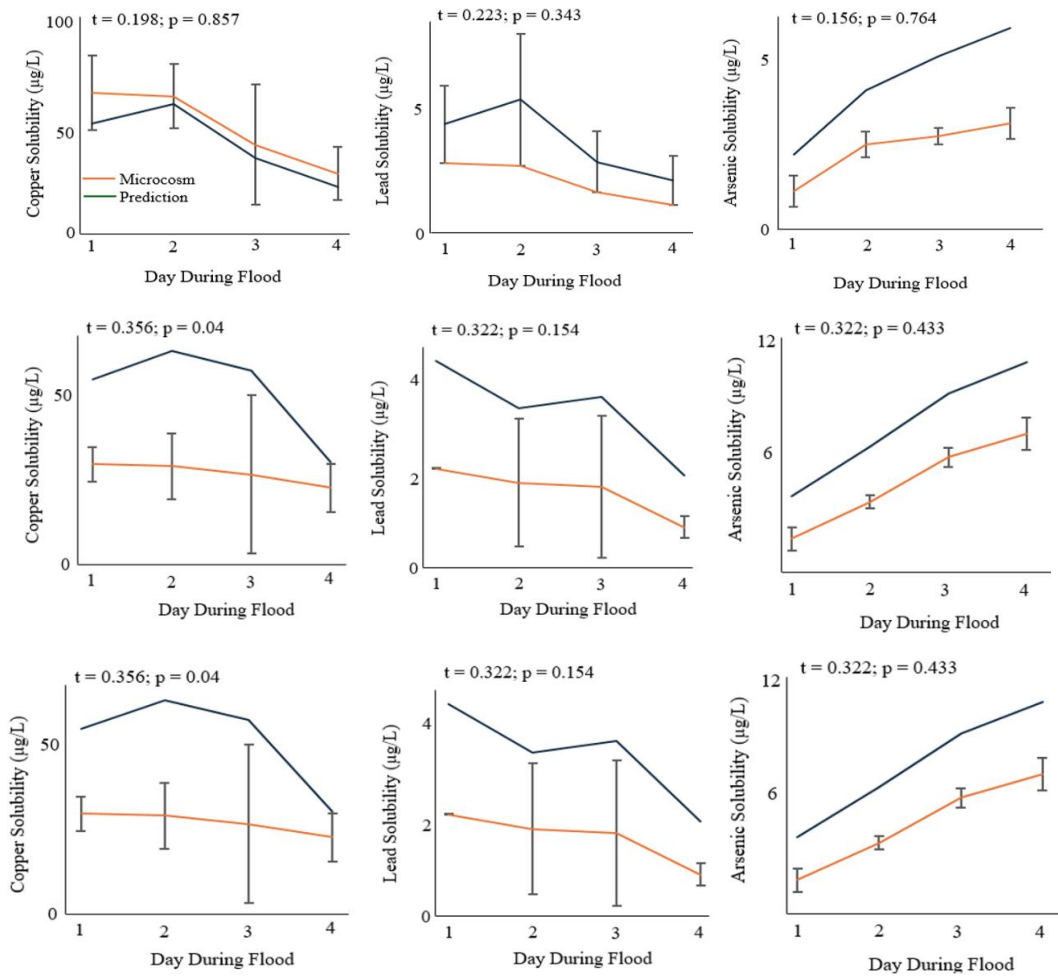 t = 0.198; p = 0.857
Copper Solubility (µg/L)
100
50
0
Microcosm
Prediction
1 2 3 4
Day During Flood
t = 0.223; p = 0.343
Lead Solubility (µg/L)
5
0
1 2 3 4
Day During Flood
t = 0.156; p = 0.764
Arsenic Solubility (µg/L)
5
0
1 2 3 4
Day During Flood
t = 0.356; p = 0.04
Copper Solubility (µg/L)
50
0
1 2 3 4
Day During Flood
t = 0.322; p = 0.154
Lead Solubility (µg/L)
4
2
0
1 2 3 4
Day During Flood
t = 0.322; p = 0.433
Arsenic Solubility (µg/L)
12
6
1 2 3 4
Day During Flood
t = 0.356; p = 0.04
Copper Solubility (µg/L)
50
0
1 2 3 4
Day During Flood
t = 0.322; p = 0.154
Lead Solubility (µg/L)
4
2
0
1 2 3 4
Day During Flood
t = 0.322; p = 0.433
Arsenic Solubility (µg/L)
12
6
1 2 3 4
Day During Flood